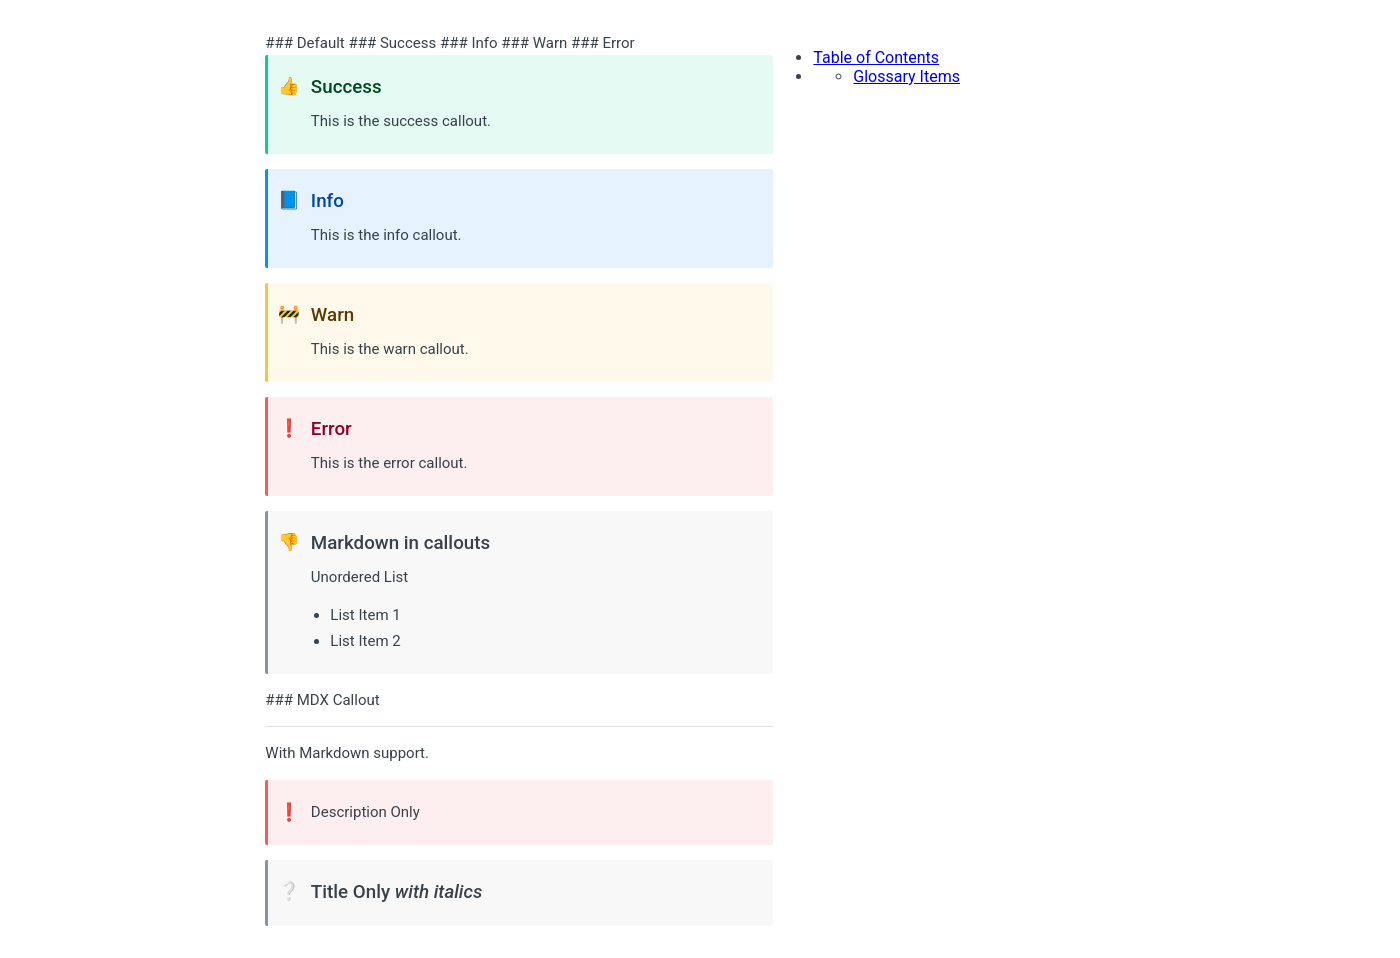 ### Default ### Success ### Info ### Warn ### Error
👍 Success
This is the success callout.
📘 Info
This is the info callout.
🚧 Warn
This is the warn callout.
❗ Error
This is the error callout.
👎 Markdown in callouts
Unordered List
• List Item 1
• List Item 2
### MDX Callout
With Markdown support.
❗ Description Only
❔ Title Only with italics
• Table of Contents
• ◦ Glossary Items